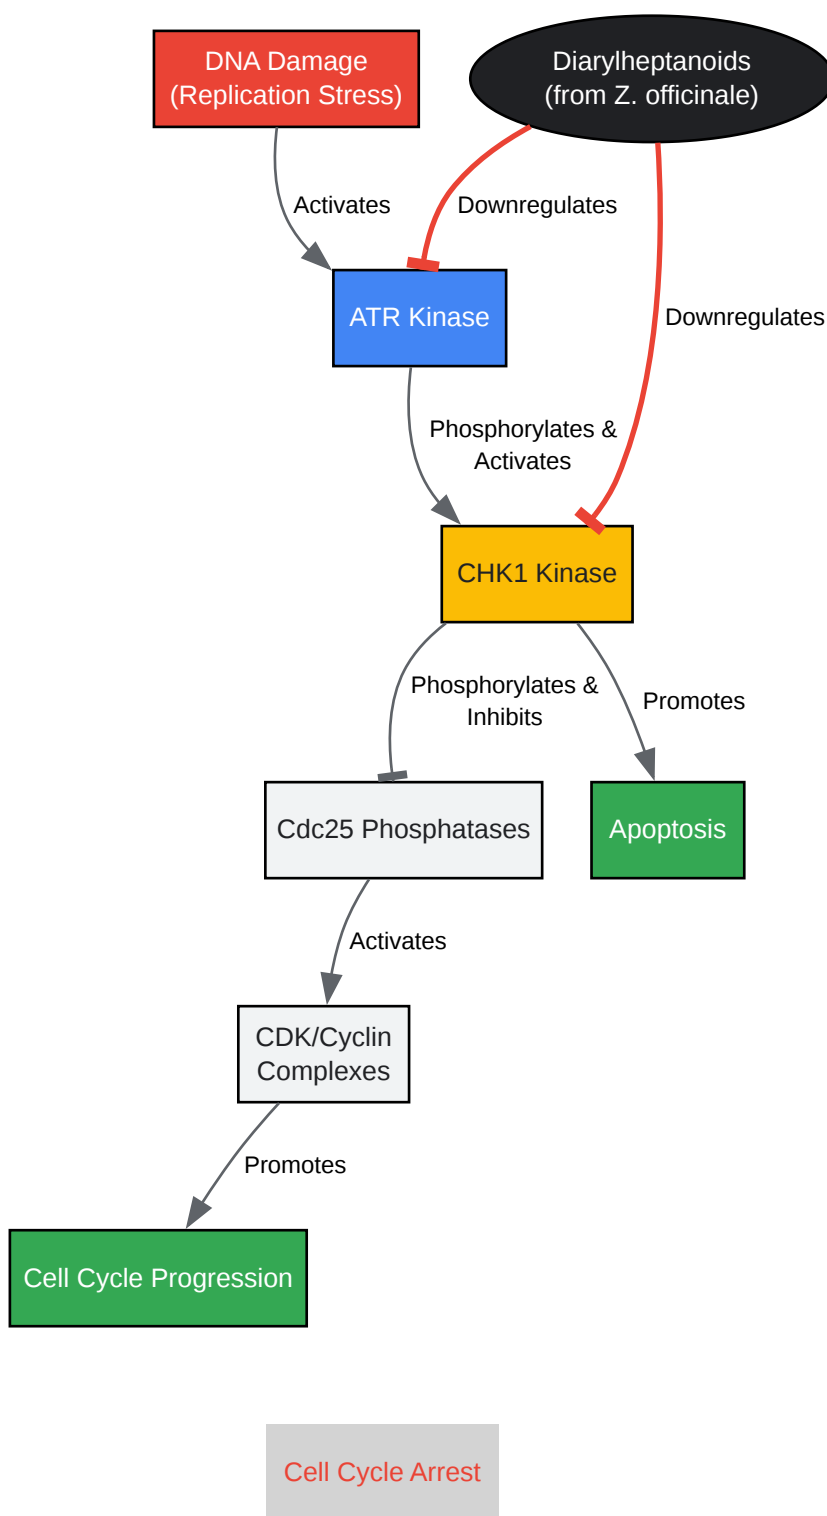 DNA Damage
(Replication Stress)
Diarylheptanoids
(from Z. officinale)
Activates
Downregulates
ATR Kinase
Downregulates
Phosphorylates &
Activates
CHK1 Kinase
Phosphorylates &
Inhibits
Promotes
Cdc25 Phosphatases
Apoptosis
Activates
CDK/Cyclin
Complexes
Promotes
Cell Cycle Progression
Cell Cycle Arrest